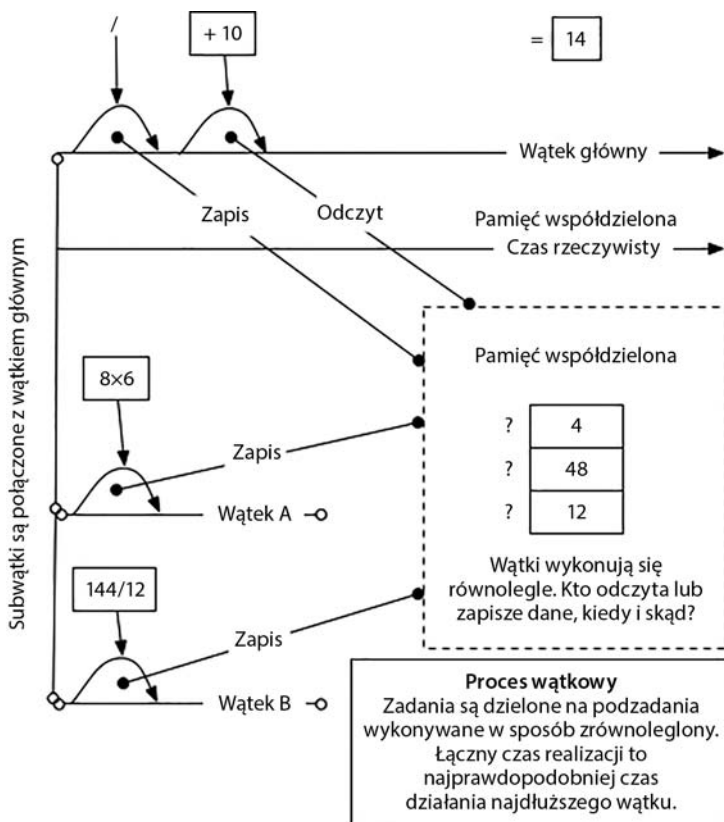 /
+ 10
= 14
Wątek główny
Zapis
Odczyt
Pamięć współdzielona
Czas rzeczywisty
Subwątki są połączone z wątkiem głównym
Pamięć współdzielona
8×6
? 4
Zapis
? 48
Wątek A
? 12
Wątki wykonują się
równolegle. Kto odczyta lub
zapisze dane, kiedy i skąd?
144/12
Zapis
Wątek B
Proces wątkowy
Zadania są dzielone na podzadania
wykonywane w sposób zrównoleglony.
Łączny czas realizacji to
najprawdopodobniej czas
działania najdłuższego wątku.